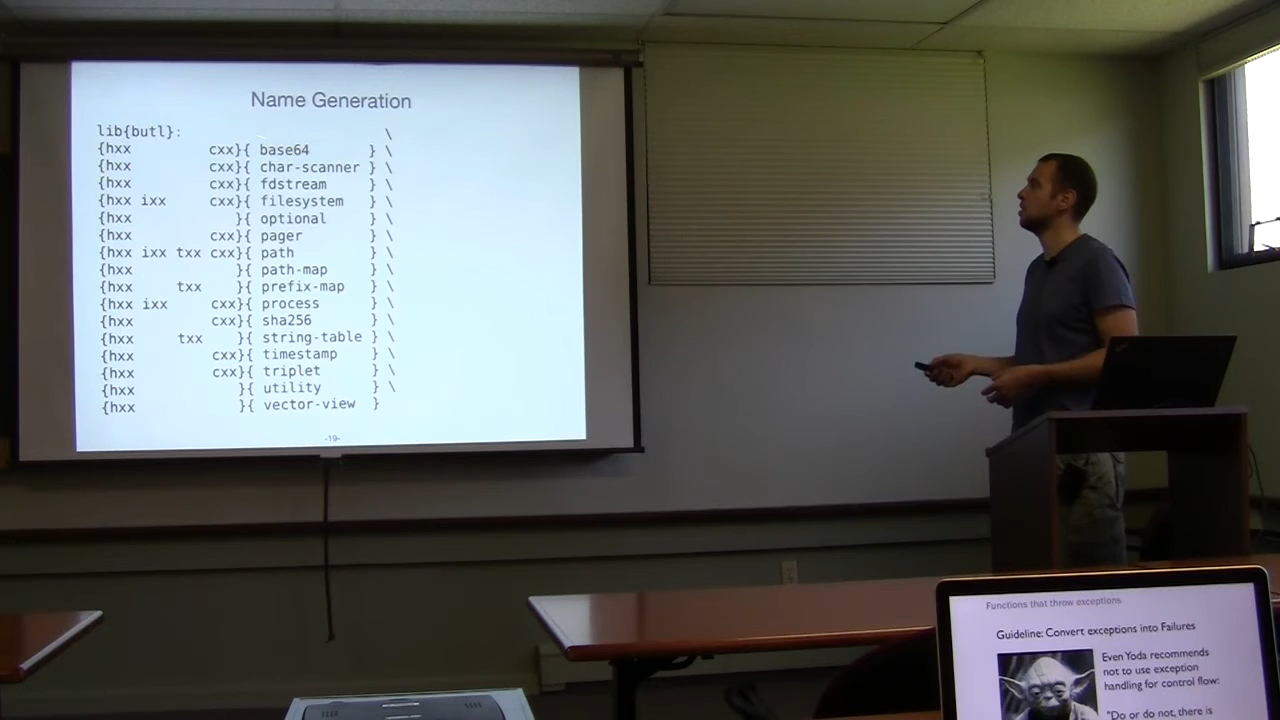 Name Generation
lib{butl}: \
{hxx cxx}{ base64 } \
{hxx cxx}{ char-scanner } \
{hxx cxx}{ fdstream } \
{hxx ixx cxx}{ filesystem } \
{hxx }{ optional } \
{hxx cxx}{ pager } \
{hxx ixx txx cxx}{ path } \
{hxx }{ path-map } \
{hxx txx }{ prefix-map } \
{hxx ixx cxx}{ process } \
{hxx cxx}{ sha256 } \
{hxx txx }{ string-table } \
{hxx cxx}{ timestamp } \
{hxx cxx}{ triplet } \
{hxx }{ utility } \
{hxx }{ vector-view }
-19-
Functions that throw exceptions
Guideline: Convert exceptions into Failures
Even Yoda recommends
not to use exception
handling for control flow:
"Do or do not, there is